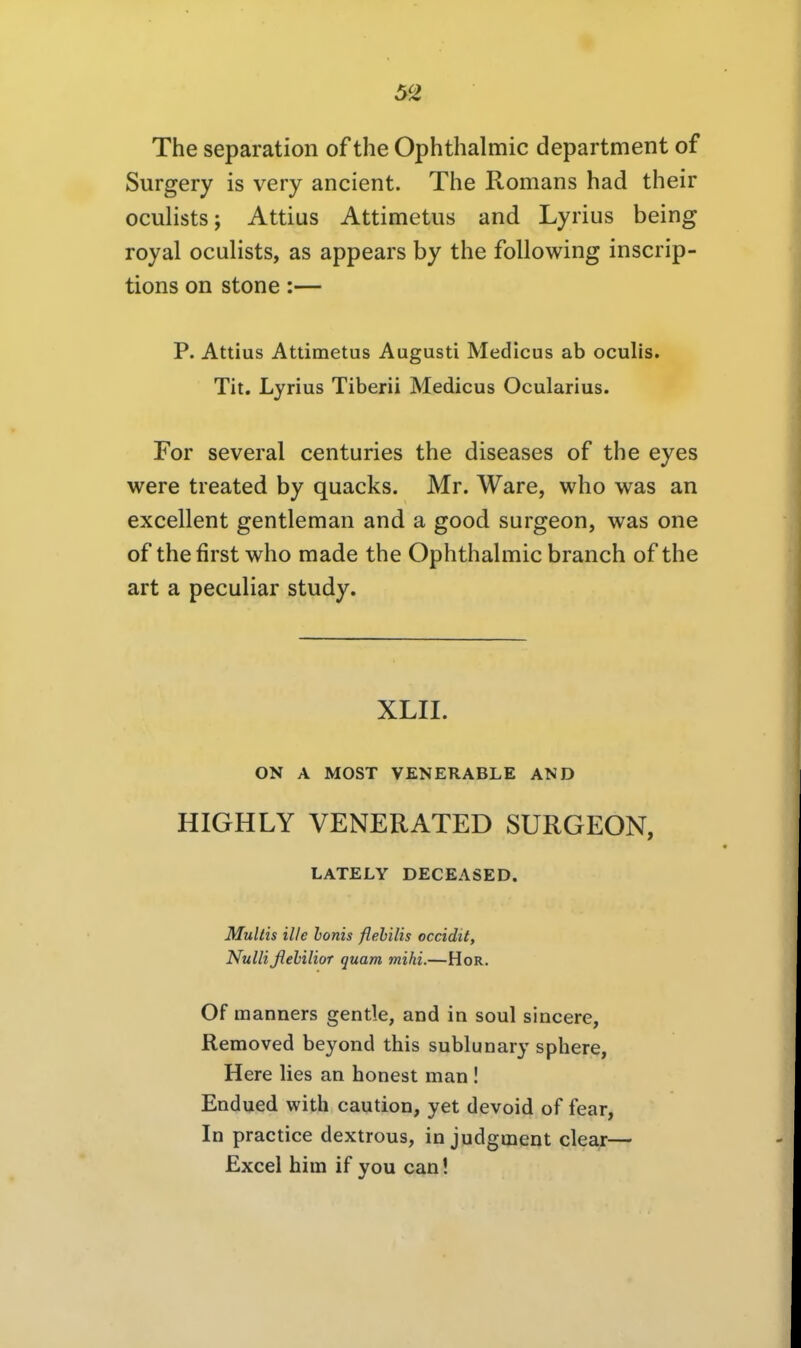 52
The separation of the Ophthalmic department of
Surgery is very ancient. The Romans had their
oculists; Attius Attimetus and Lyrius being
royal oculists, as appears by the following inscrip-
tions on stone :—
P. Attius Attimetus Augusti Medicus ab oculis.
Tit. Lyrius Tiberii Medicus Ocularius.
For several centuries the diseases of the eyes
were treated by quacks. Mr. Ware, who was an
excellent gentleman and a good surgeon, was one
of the first who made the Ophthalmic branch of the
art a peculiar study.
XLII.
ON A MOST VENERABLE AND
HIGHLY VENERATED SURGEON,
LATELY DECEASED.
Multis ille bonis flebilis occidit,
Nulli flebilior quam mihi.—HOR.
Of manners gentle, and in soul sincere,
Removed beyond this sublunary sphere,
Here lies an honest man !
Endued with caution, yet devoid of fear,
In practice dextrous, in judgment clear—
Excel him if you can!